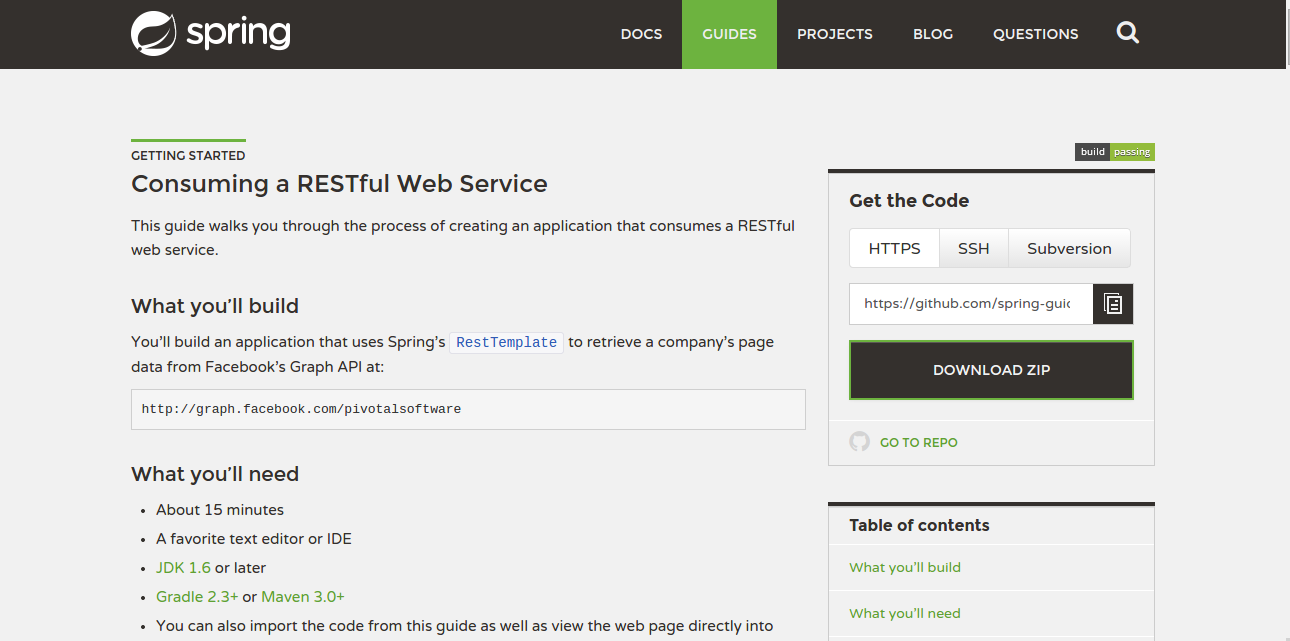 spring
DOCS
GUIDES
PROJECTS
BLOG
QUESTIONS
GETTING STARTED
Consuming a RESTful Web Service
This guide walks you through the process of creating an application that consumes a RESTful
web service.
What you'll build
You'll build an application that uses Spring's RestTemplate to retrieve a company's page
data from Facebook's Graph API at:
http://graph.facebook.com/pivotalsoftware
What you'll need
• About 15 minutes
• A favorite text editor or IDE
• JDK 1.6 or later
• Gradle 2.3+ or Maven 3.0+
• You can also import the code from this guide as well as view the web page directly into
build passing
Get the Code
HTTPS
SSH
Subversion
https://github.com/spring-guic
DOWNLOAD ZIP
GO TO REPO
Table of contents
What you'll build
What you'll need